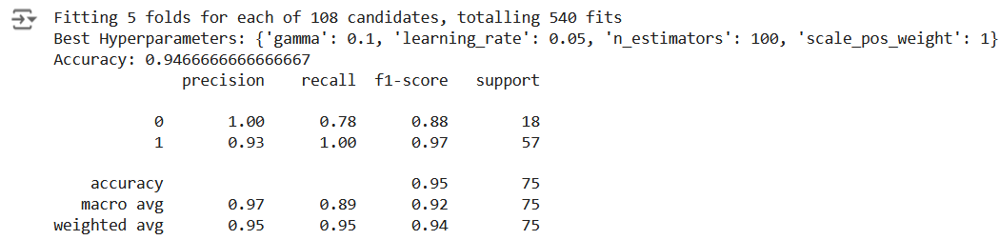 Fitting 5 folds for each of 108 candidates, totalling 540 fits
Best Hyperparameters: {'gamma': 0.1, 'learning_rate': 0.05, 'n_estimators': 100, 'scale_pos_weight': 1}
Accuracy: 0.9466666666666667
precision recall f1-score support
0 1.00 0.78 0.88 18
1 0.93 1.00 0.97 57
accuracy 0.95 75
macro avg 0.97 0.89 0.92 75
weighted avg 0.95 0.95 0.94 75